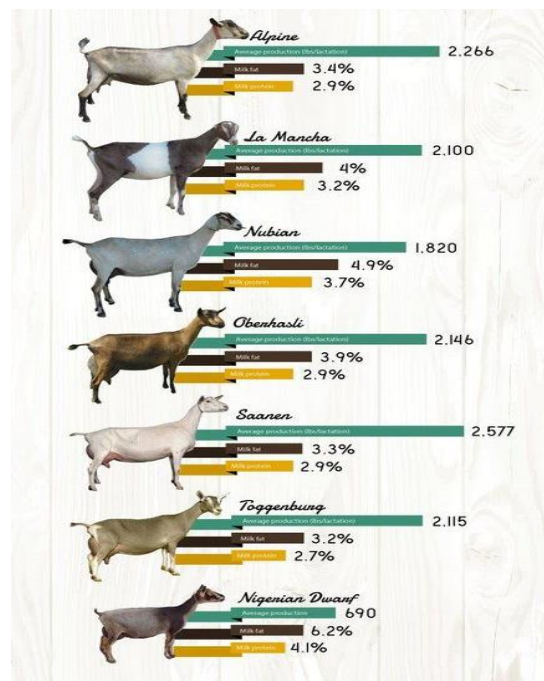 Alpine
Average production (lbs/lactation) 2,266
Milk fat 3.4%
Milk protein 2.9%
La Mancha
Average production (lbs/lactation) 2,100
Milk fat 4%
Milk protein 3.2%
Nubian
Average production (lbs/lactation) 1,820
Milk fat 4.9%
Milk protein 3.7%
Oberhasli
Average production (lbs/lactation) 2,146
Milk fat 3.9%
Milk protein 2.9%
Saanen
Average production (lbs/lactation) 2,577
Milk fat 3.3%
Milk protein 2.9%
Toggenburg
Average production (lbs/lactation) 2,115
Milk fat 3.2%
Milk protein 2.7%
Nigerian Dwarf
Average production 690
Milk fat 6.2%
Milk protein 4.1%